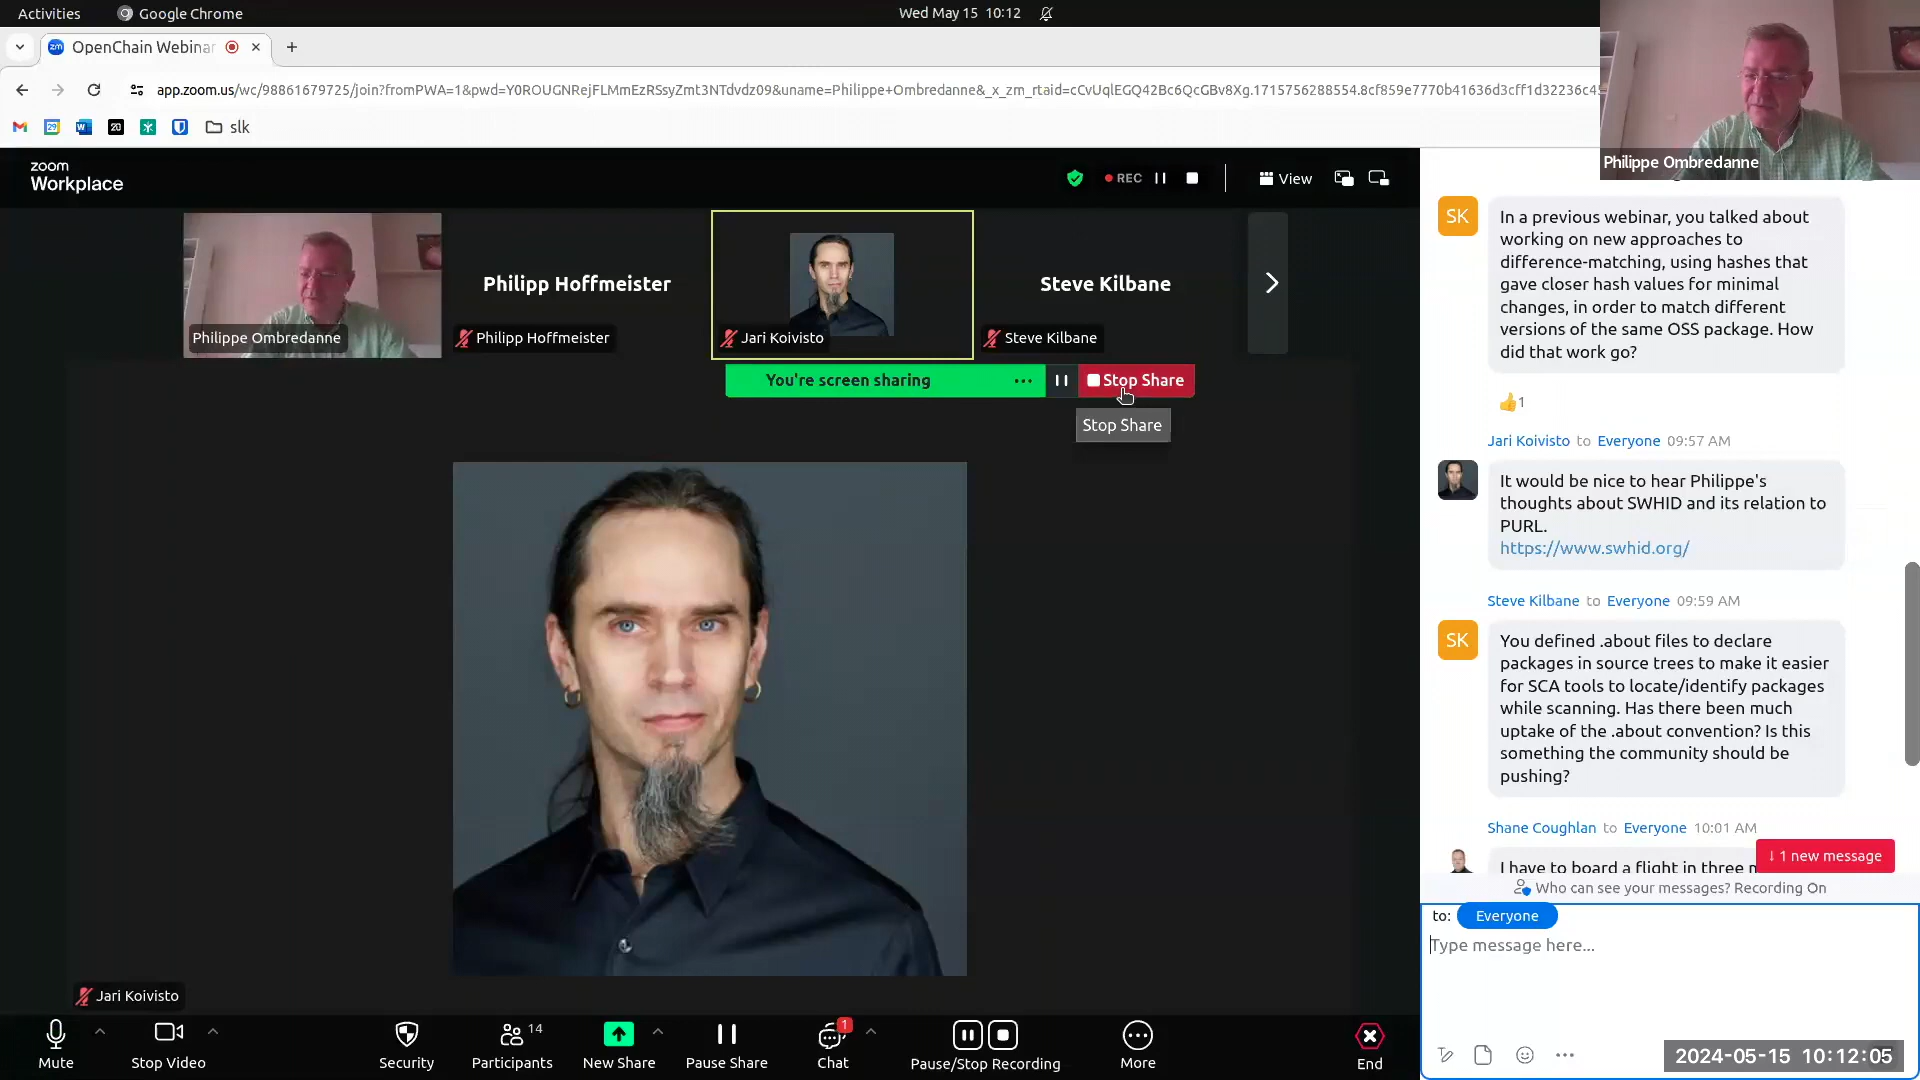 Activities
Google Chrome
Wed May 15 10:12
OpenChain Webinar
app.zoom.us/wc/98861679725/join?fromPWA=1&pwd=Y0ROUGNRejFLMmEzRSsyZmt3NTdvdz09&uname=Philippe+Ombredanne&_x_zm_rtaid=cCvUqlEGQ42Bc6QcGBv8Xg.1715756288554.8cf859e7770b41636d3cff1d32236c4
slk
Philippe Ombredanne
zoom
Workplace
REC
View
Philippe Ombredanne
Philipp Hoffmeister
Philipp Hoffmeister
Jari Koivisto
Steve Kilbane
Steve Kilbane
You're screen sharing
Stop Share
Stop Share
Jari Koivisto
SK
In a previous webinar, you talked about
working on new approaches to
difference-matching, using hashes that
gave closer hash values for minimal
changes, in order to match different
versions of the same OSS package. How
did that work go?
1
Jari Koivisto to Everyone 09:57 AM
It would be nice to hear Philippe's
thoughts about SWHID and its relation to
PURL.
https://www.swhid.org/
Steve Kilbane to Everyone 09:59 AM
SK
You defined .about files to declare
packages in source trees to make it easier
for SCA tools to locate/identify packages
while scanning. Has there been much
uptake of the .about convention? Is this
something the community should be
pushing?
Shane Coughlan to Everyone 10:01 AM
I have to board a flight in three
1 new message
Who can see your messages? Recording On
to: Everyone
Type message here...
Mute
Stop Video
Security
14
Participants
New Share
Pause Share
1
Chat
Pause/Stop Recording
More
End
2024-05-15 10:12:05